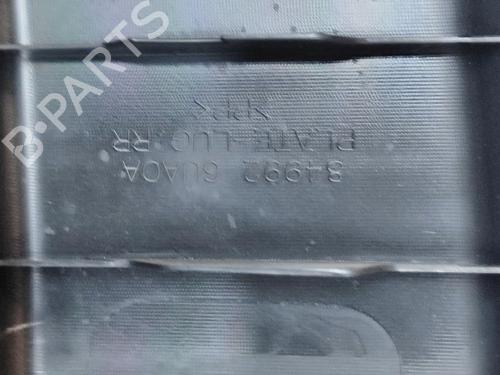 B-PARTS
84992 6UA0A
PLATE-LUG,RR
>PP<